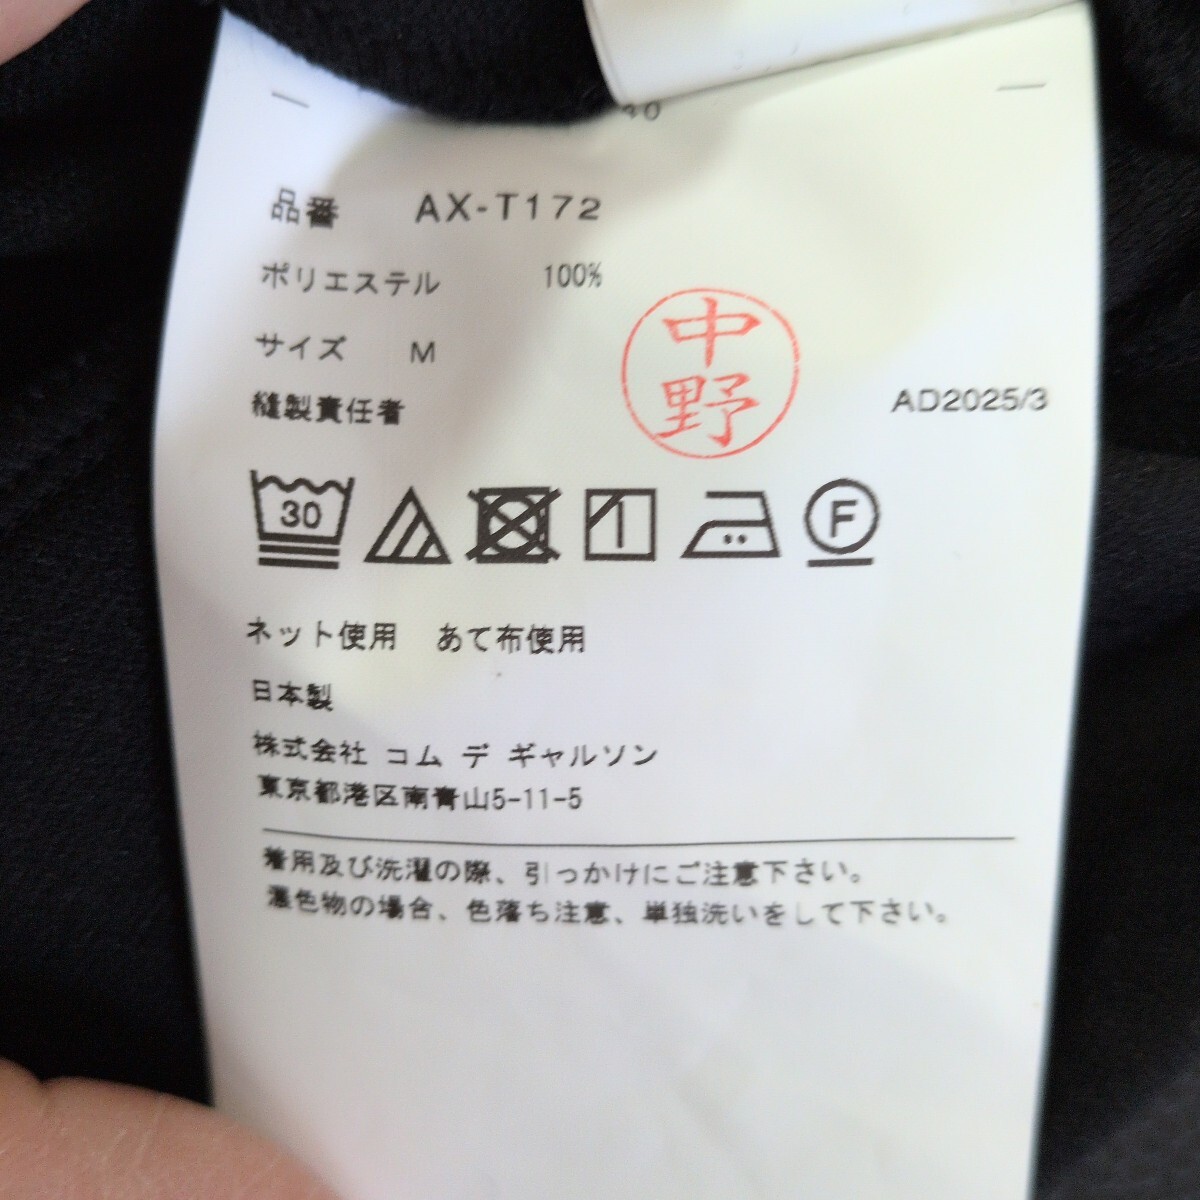 品番 AX-T172
ポリエステル 100%
サイズ M
中野
縫製責任者
AD2025/3
30
F
ネット使用 あて布使用
日本製
株式会社 コム デ ギャルソン
東京都港区南青山5-11-5
着用及び洗濯の際、引っかけにご注意下さい。
濃色物の場合、色落ち注意、単独洗いをして下さい。